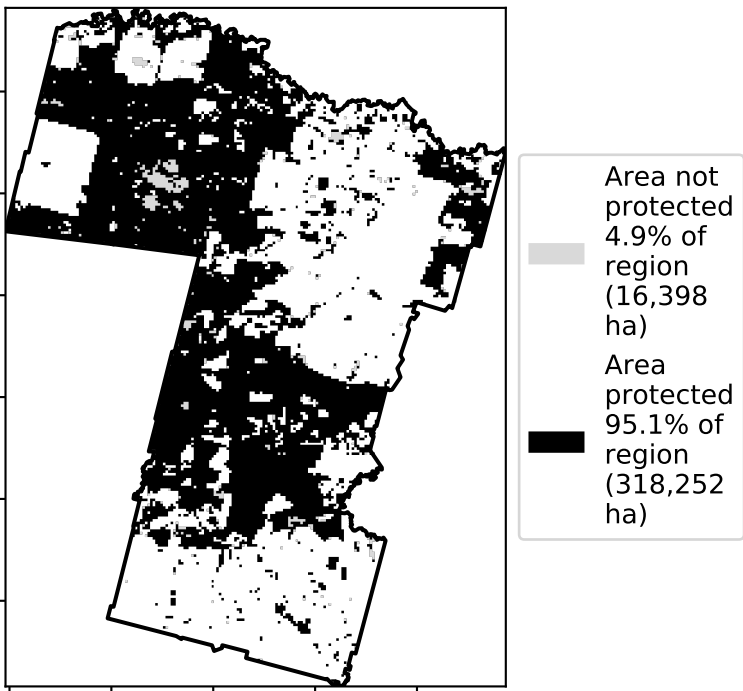 Area not
protected
4.9% of
region
(16,398
ha)
Area
protected
95.1% of
region
(318,252
ha)